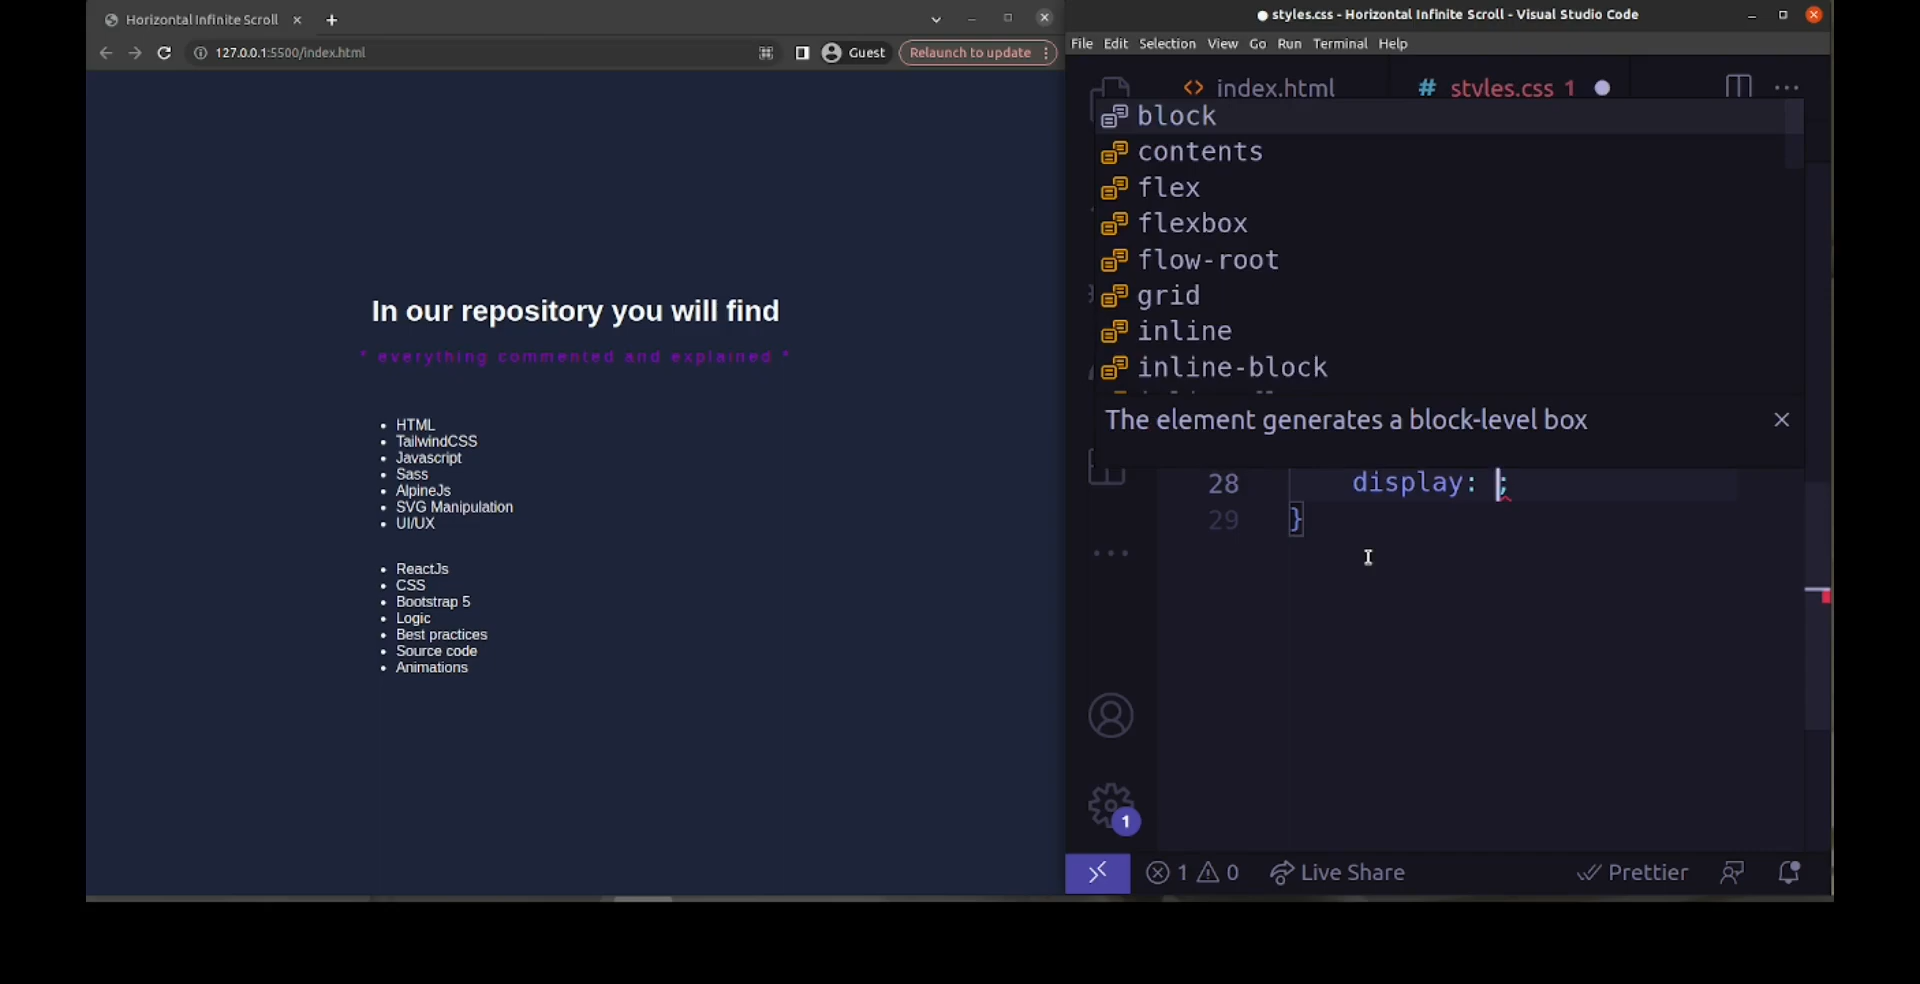 Horizontal Infinite Scroll
127.0.0.1:5500/index.html
Guest
Relaunch to update
In our repository you will find
* everything commented and explained *
• HTML
• TailwindCSS
• Javascript
• Sass
• AlpineJs
• SVG Manipulation
• UI/UX
• ReactJs
• CSS
• Bootstrap 5
• Logic
• Best practices
• Source code
• Animations
● styles.css - Horizontal Infinite Scroll - Visual Studio Code
File Edit Selection View Go Run Terminal Help
<> index.html # styles.css 1
block
contents
flex
flexbox
flow-root
grid
inline
inline-block
The element generates a block-level box
28 display: ;
29 }
1
1 0 Live Share Prettier